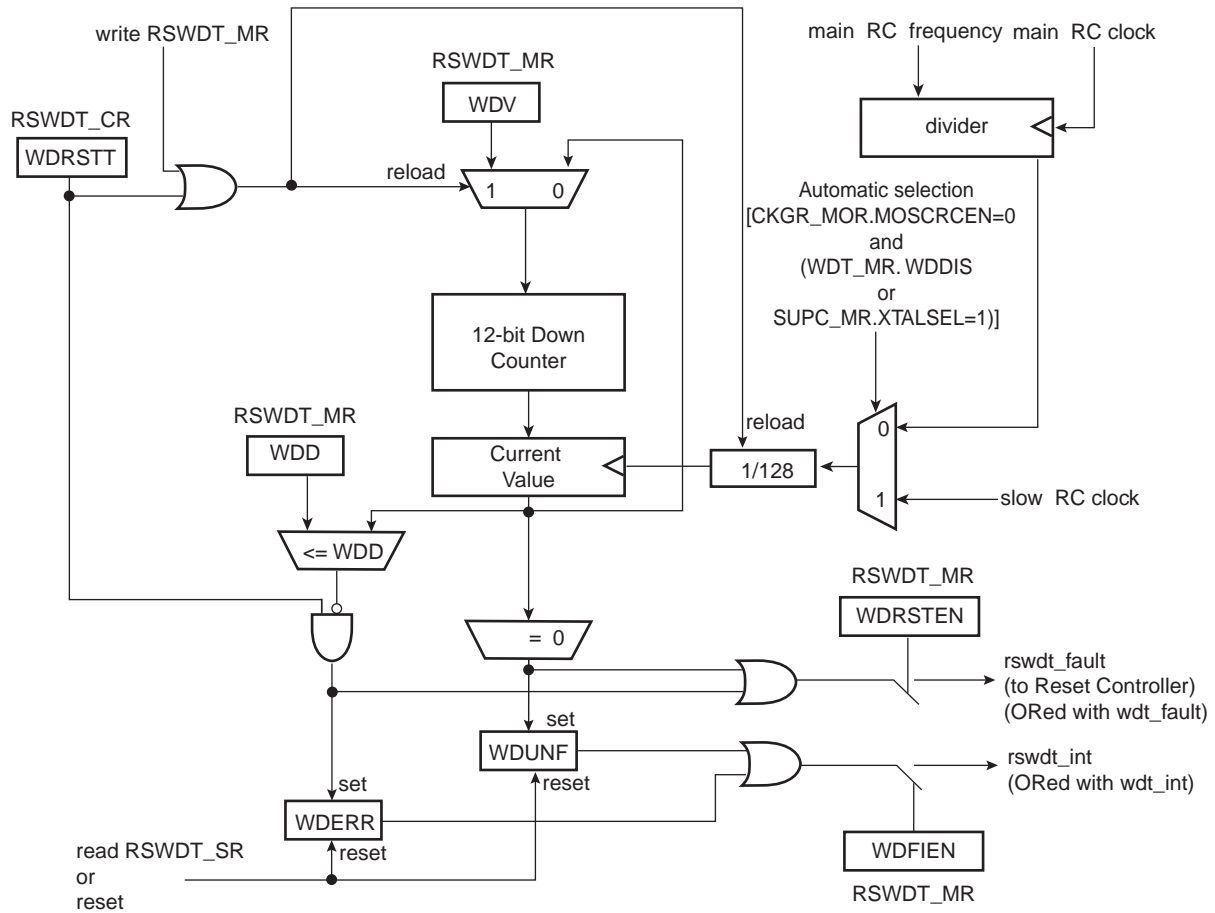 write RSWDT_MR
main RC frequency
main RC clock
RSWDT_MR
WDV
divider
RSWDT_CR
WDRSTT
reload
1 0
Automatic selection
[CKGR_MOR.MOSCRCEN=0
and
(WDT_MR. WDDIS
or
SUPC_MR.XTALSEL=1)]
12-bit Down
Counter
RSWDT_MR
WDD
Current
Value
reload
1/128
0
1
slow RC clock
<= WDD
= 0
RSWDT_MR
WDRSTEN
rswdt_fault
(to Reset Controller)
(ORed with wdt_fault)
set
WDUNF
reset
rswdt_int
(ORed with wdt_int)
set
WDERR
reset
WDFIEN
RSWDT_MR
read RSWDT_SR
or
reset